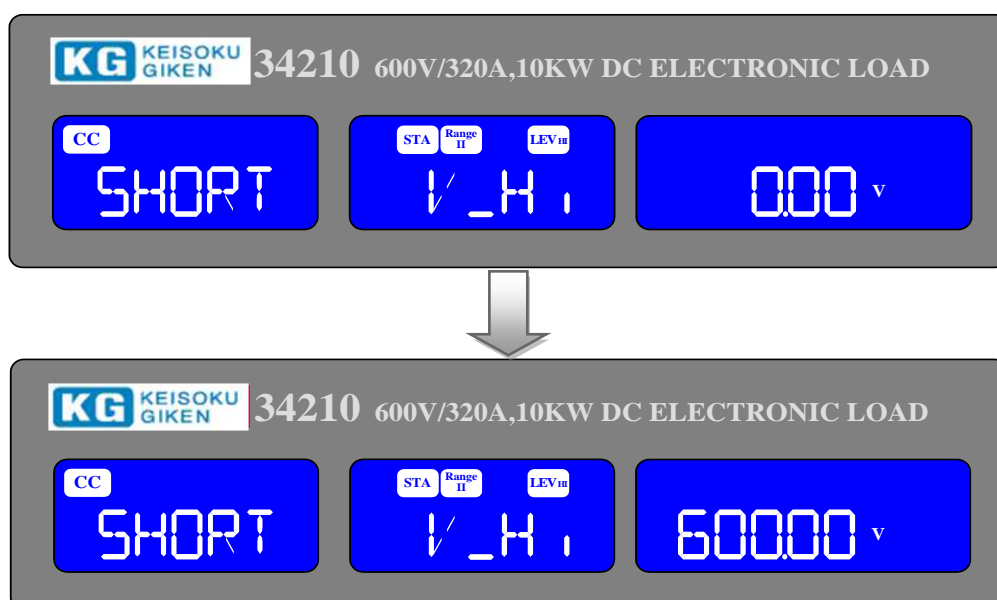 KG KEISOKU GIKEN 34210 600V/320A,10KW DC ELECTRONIC LOAD
CC STA Range II LEV HI
SHORT V_Hi 0.00 V
KG KEISOKU GIKEN 34210 600V/320A,10KW DC ELECTRONIC LOAD
CC STA Range II LEV HI
SHORT V_Hi 600.00 V